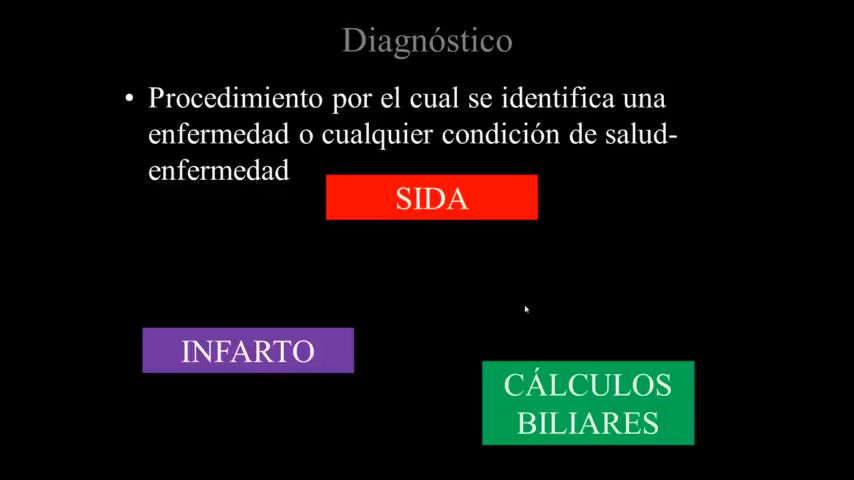 Diagnóstico
• Procedimiento por el cual se identifica una
enfermedad o cualquier condición de salud-
enfermedad
SIDA
INFARTO
CÁLCULOS
BILIARES